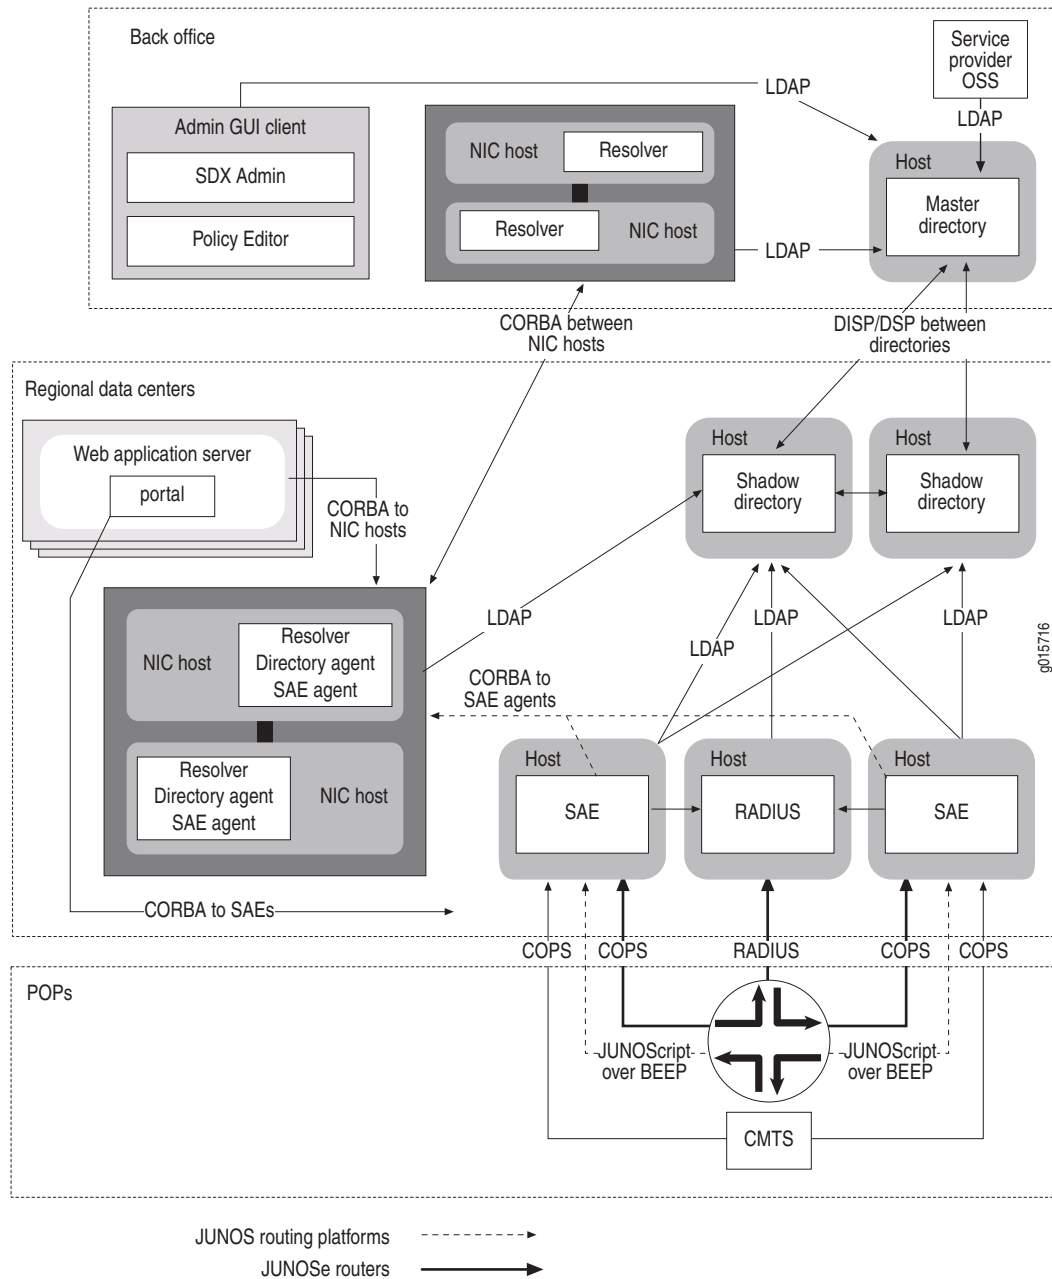 Back office
Service
provider
OSS
LDAP
LDAP
Admin GUI client
SDX Admin
Policy Editor
NIC host
Resolver
Resolver
NIC host
Host
Master
directory
LDAP
CORBA between
NIC hosts
DISP/DSP between
directories
Regional data centers
Web application server
portal
CORBA to
NIC hosts
Host
Shadow
directory
Host
Shadow
directory
NIC host
Resolver
Directory agent
SAE agent
Resolver
Directory agent
SAE agent
NIC host
LDAP
LDAP
LDAP
LDAP
g015716
CORBA to
SAE agents
Host
SAE
Host
RADIUS
Host
SAE
CORBA to SAEs
COPS
COPS
RADIUS
COPS
COPS
POPs
JUNOScript
over BEEP
JUNOScript
over BEEP
CMTS
JUNOS routing platforms
JUNOSe routers